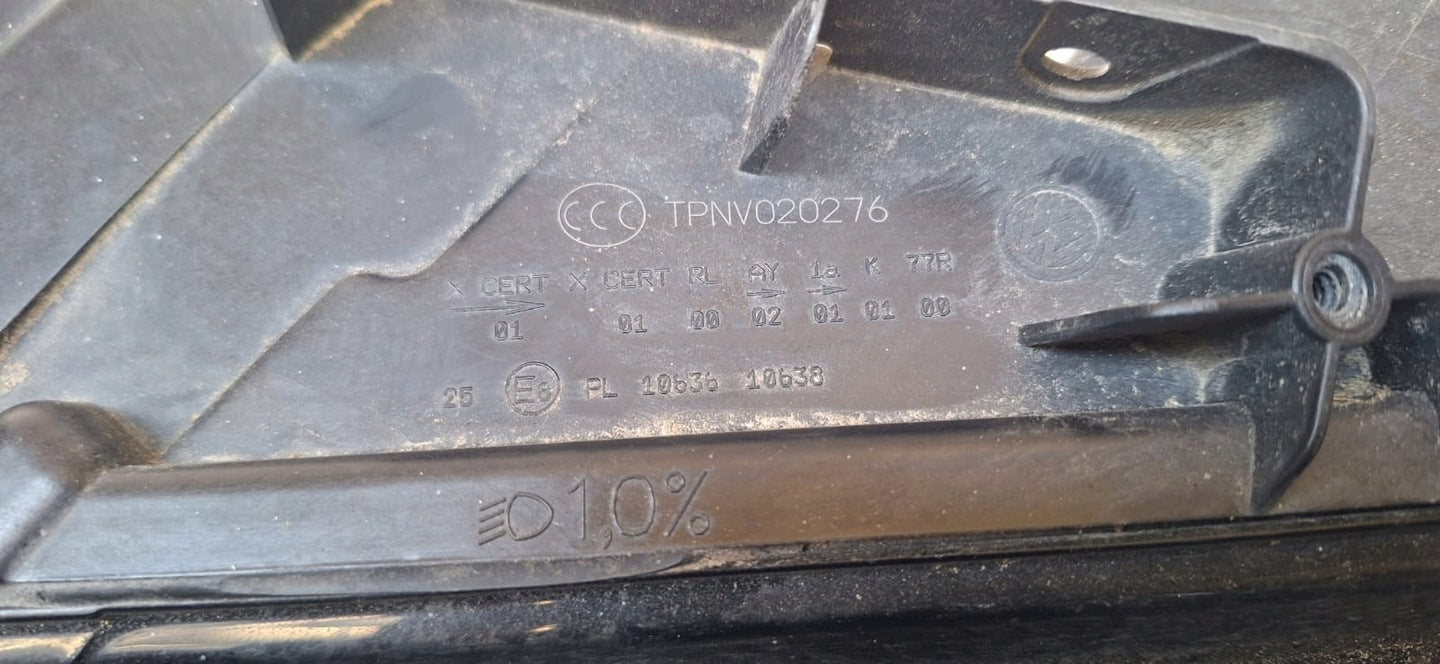 CCC TPNV020276
X CERT X CERT RL AY 1a K 77R
01 01 00 02 01 01 00
25 E8 PL 10636 10638
1,0%
VW